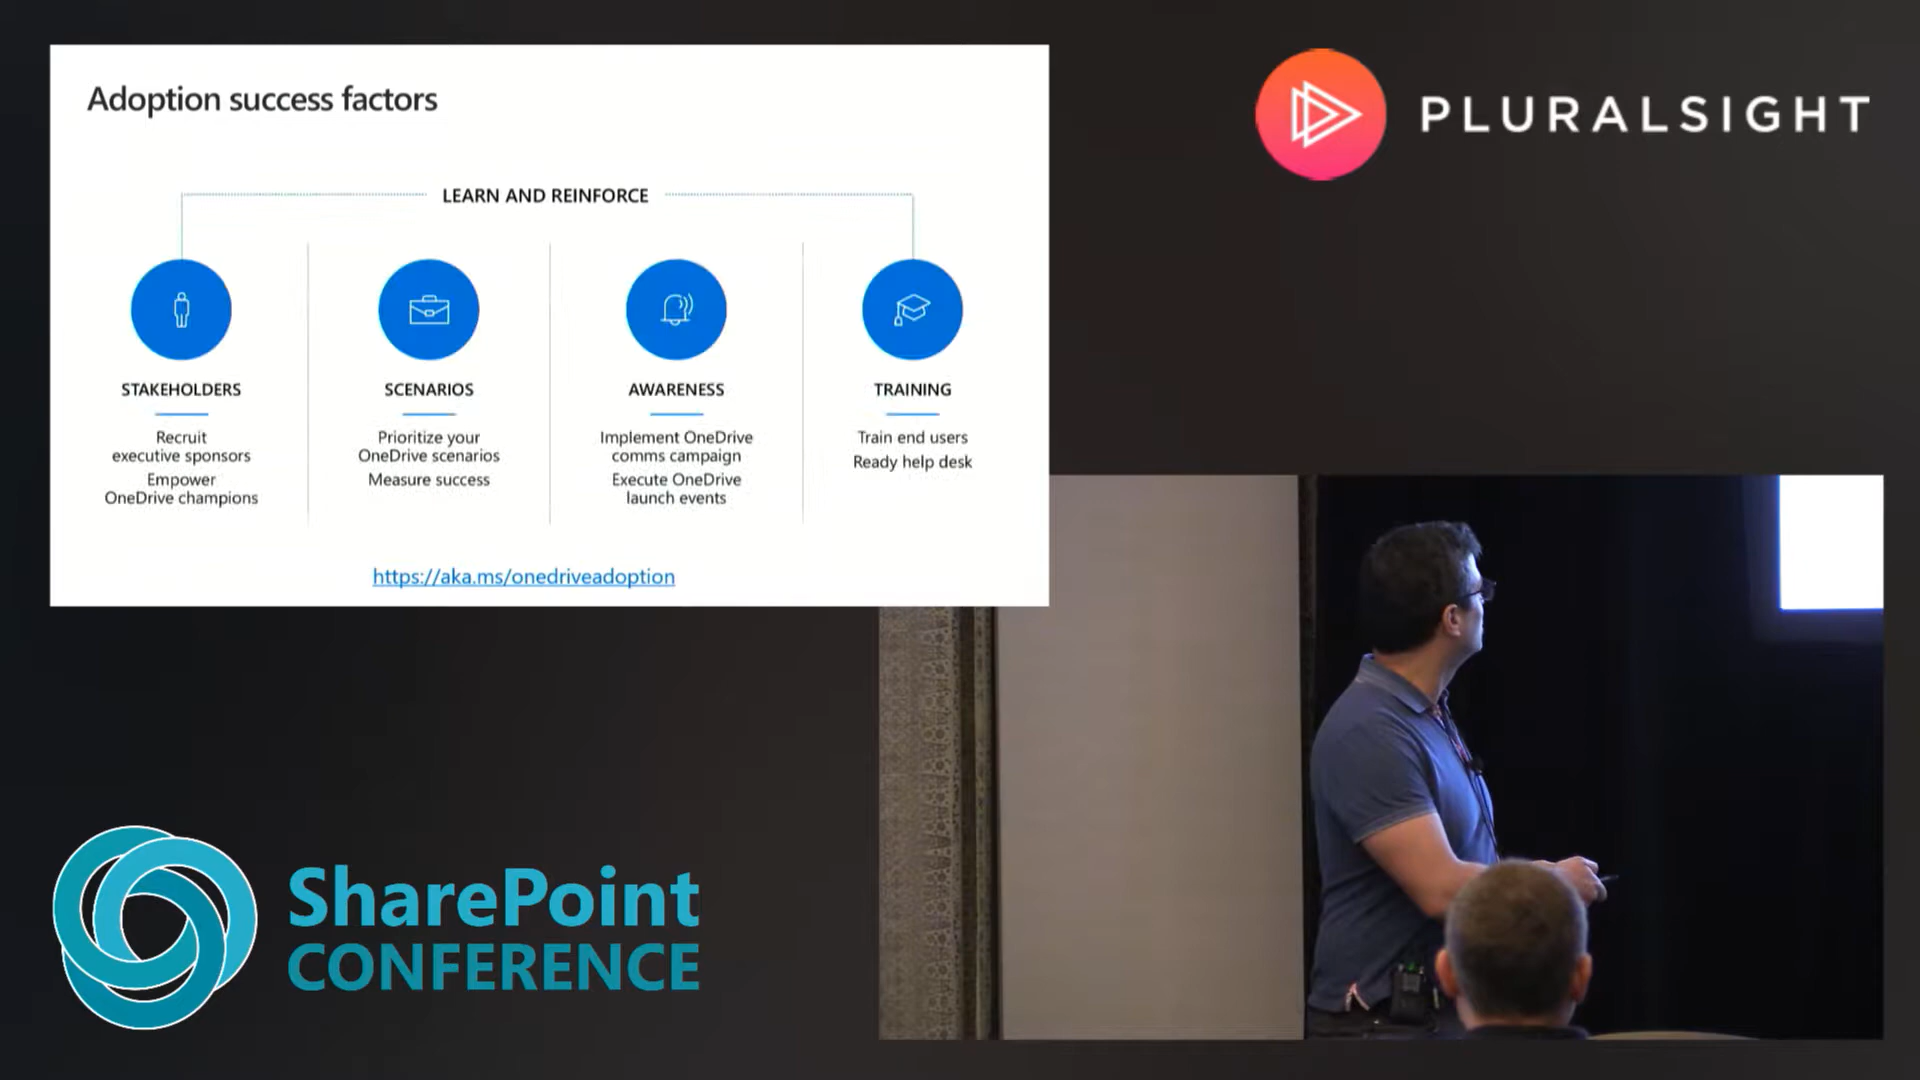 Adoption success factors
LEARN AND REINFORCE
STAKEHOLDERS
Recruit
executive sponsors
Empower
OneDrive champions
SCENARIOS
Prioritize your
OneDrive scenarios
Measure success
AWARENESS
Implement OneDrive
comms campaign
Execute OneDrive
launch events
TRAINING
Train end users
Ready help desk
https://aka.ms/onedriveadoption
PLURALSIGHT
SharePoint
CONFERENCE